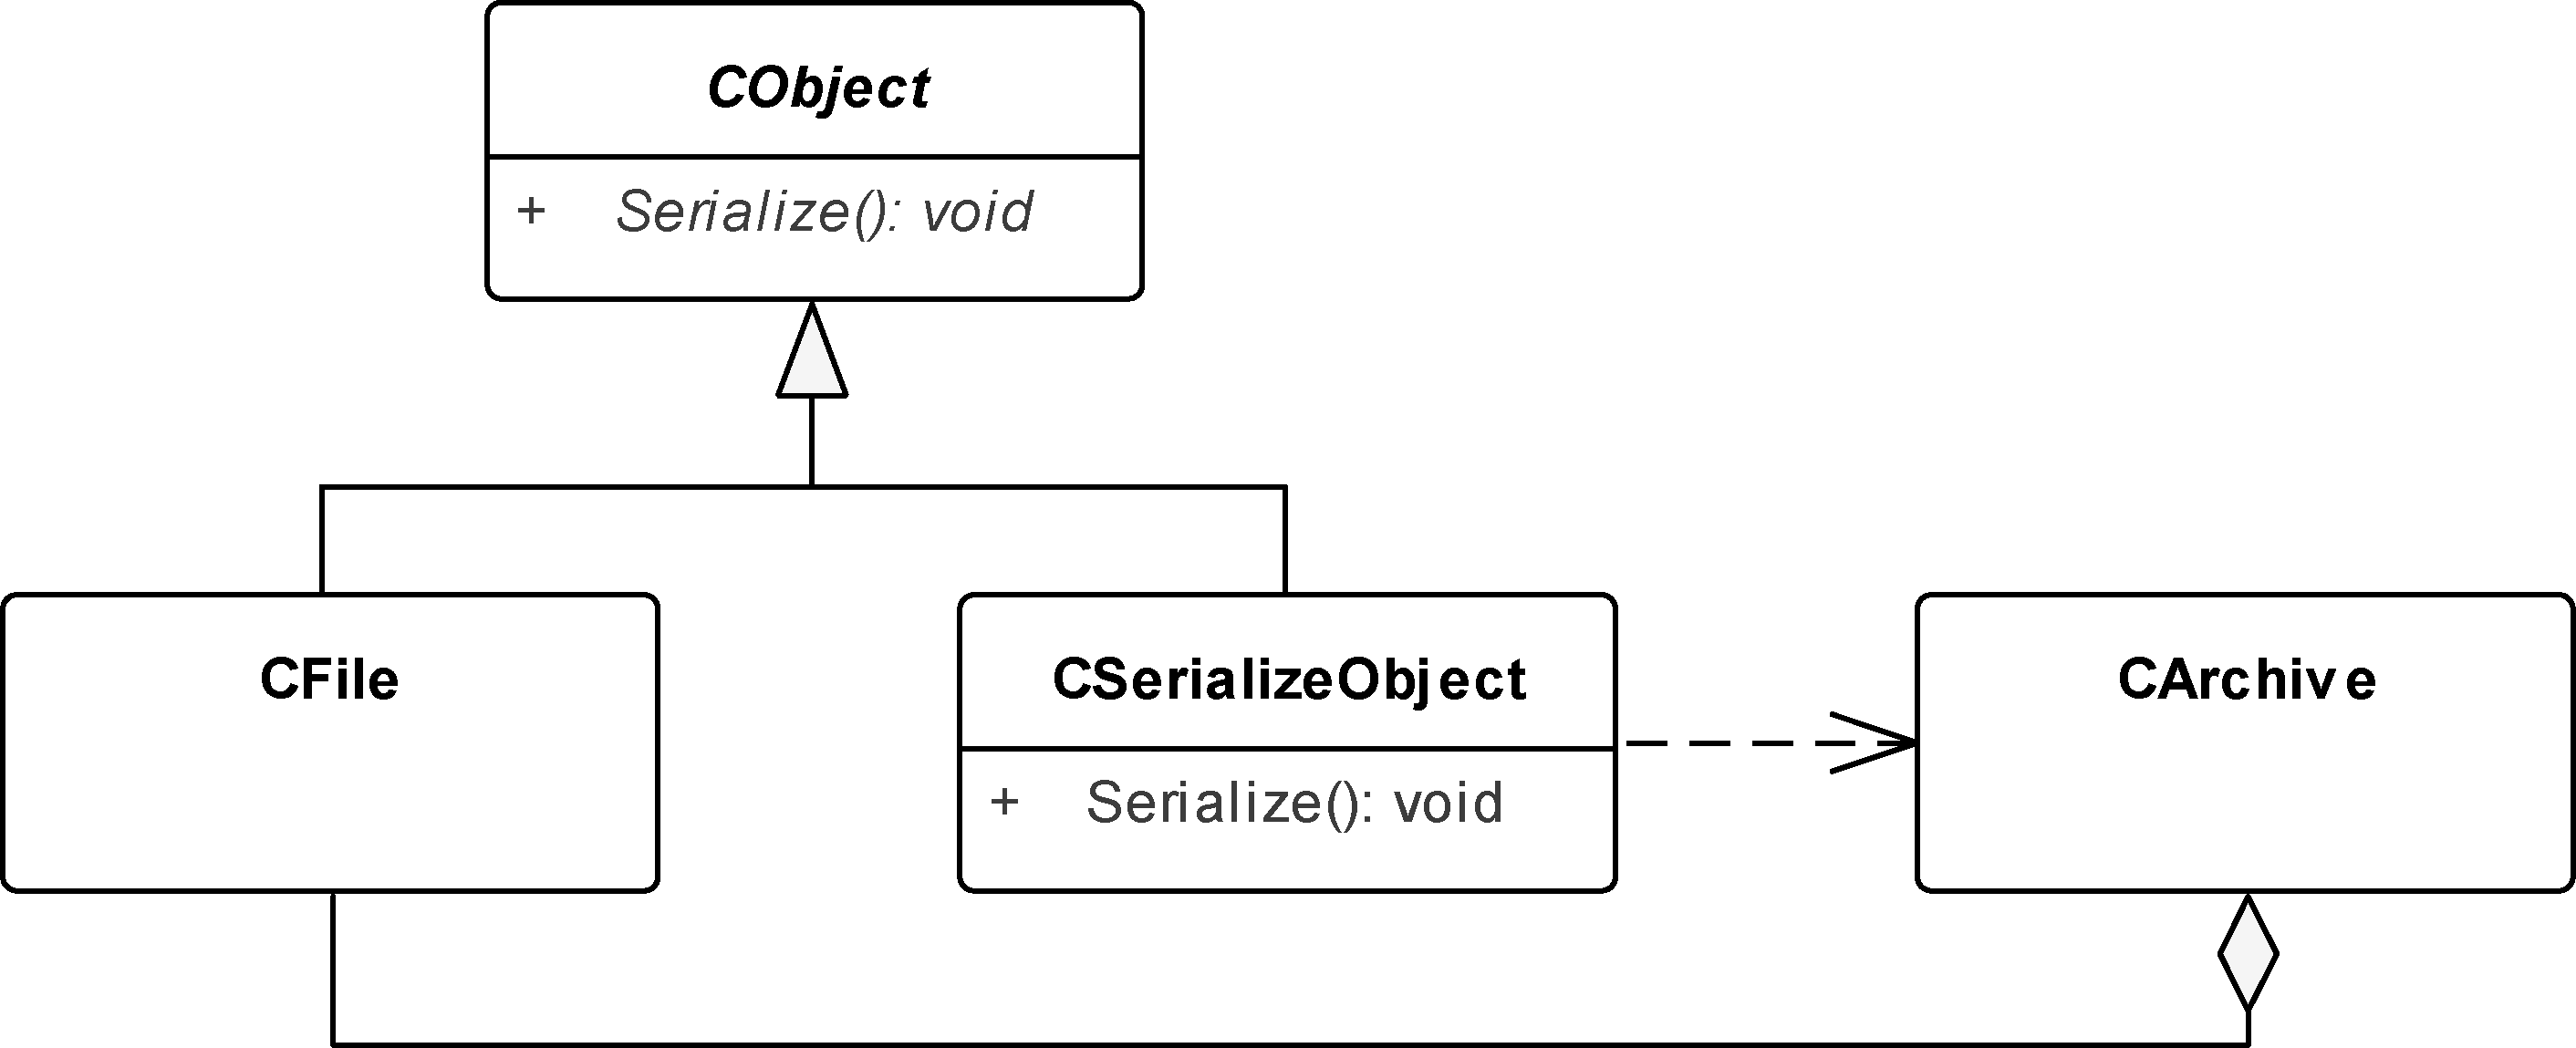 CObject
+ Serialize(): void
CFile
CSerializeObject
+ Serialize(): void
CArchive